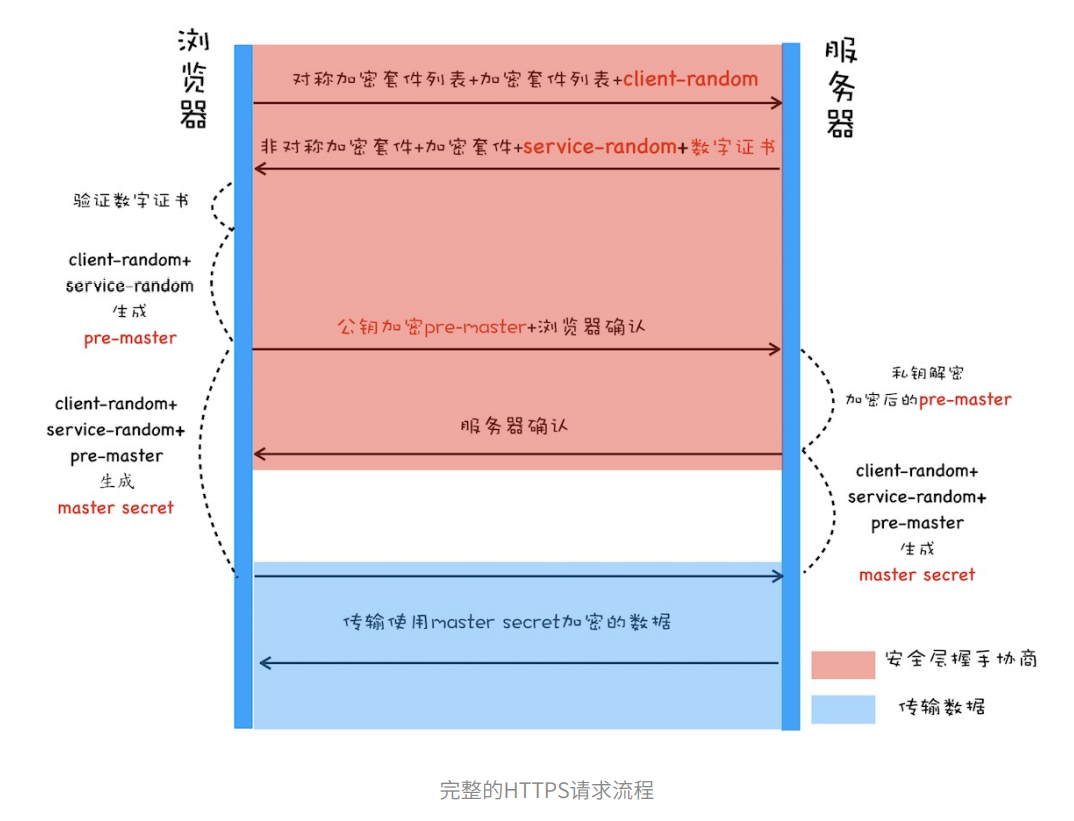 浏览器
服务器
对称加密套件列表+加密套件列表+client-random
非对称加密套件+加密套件+service-random+数字证书
验证数字证书
client-random+
service-random
生成
pre-master
公钥加密pre-master+浏览器确认
私钥解密
加密后的pre-master
client-random+
service-random+
pre-master
生成
master secret
服务器确认
client-random+
service-random+
pre-master
生成
master secret
传输使用master secret加密的数据
安全层握手协商
传输数据
完整的HTTPS请求流程